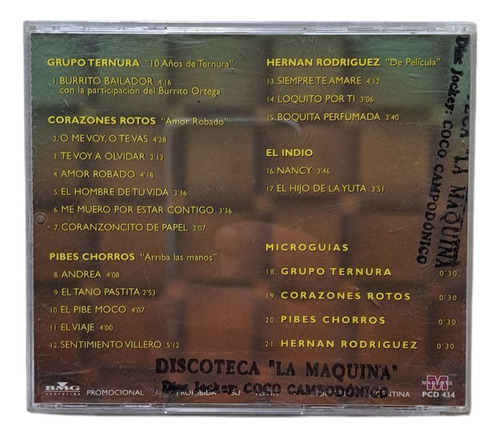 GRUPO TERNURA "10 Años de Ternura"
1. BURRITO BAILADOR 4'16
con la participación del Burrito Ortega
CORAZONES ROTOS "Amor Robado"
2. O ME VOY, O TE VAS 4'28
3. TE VOY A OLVIDAR 2'13
4. AMOR ROBADO 4'18
5. EL HOMBRE DE TU VIDA 3'36
6. ME MUERO POR ESTAR CONTIGO 3'36
7. CORANZONCITO DE PAPEL 3'07
PIBES CHORROS "Arriba las manos"
8. ANDREA 4'08
9. EL TANO PASTITA 2'53
10. EL PIBE MOCO 4'07
11. EL VIAJE 4'00
12. SENTIMIENTO VILLERO 5'12
HERNAN RODRIGUEZ "De Película"
13. SIEMPRE TE AMARE 4'12
14. LOQUITO POR TI 3'06
15. BOQUITA PERFUMADA 3'40
EL INDIO
16. NANCY 3'46
17. EL HIJO DE LA YUTA 3'51
MICROGUIAS
18. GRUPO TERNURA 0'30
19. CORAZONES ROTOS 0'30
20. PIBES CHORROS 0'30
21. HERNAN RODRIGUEZ 0'30
"LA MAQUINA"
Disc Jockey: COCO CAMPODÓNICO
DISCOTECA "LA MAQUINA"
Disc Jockey: COCO CAMPODÓNICO
BMG
ARGENTINA
PROMOCIONAL PROHIBIDA SU VENTA
MAGENTA
PCD 434